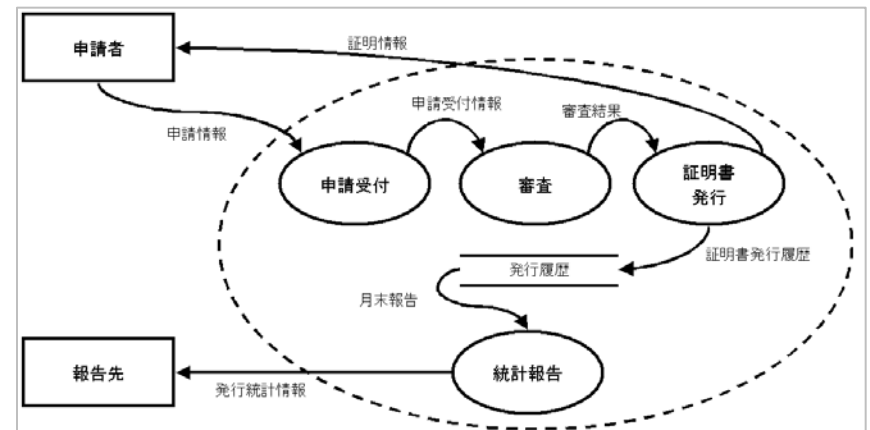 申請者
証明情報
申請受付情報
審査結果
申請情報
申請受付
審査
証明書
発行
証明書発行履歴
発行履歴
月末報告
報告先
発行統計情報
統計報告